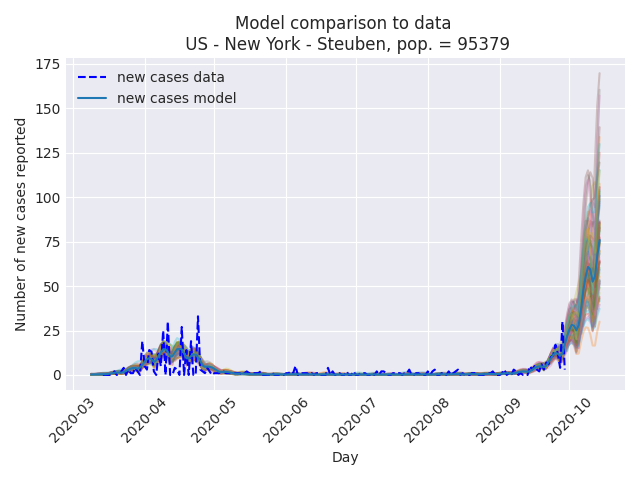 Model comparison to data
US - New York - Steuben, pop. = 95379
new cases data
new cases model
Number of new cases reported
175
150
125
100
75
50
25
0
2020-03
2020-04
2020-05
2020-06
2020-07
2020-08
2020-09
2020-10
Day